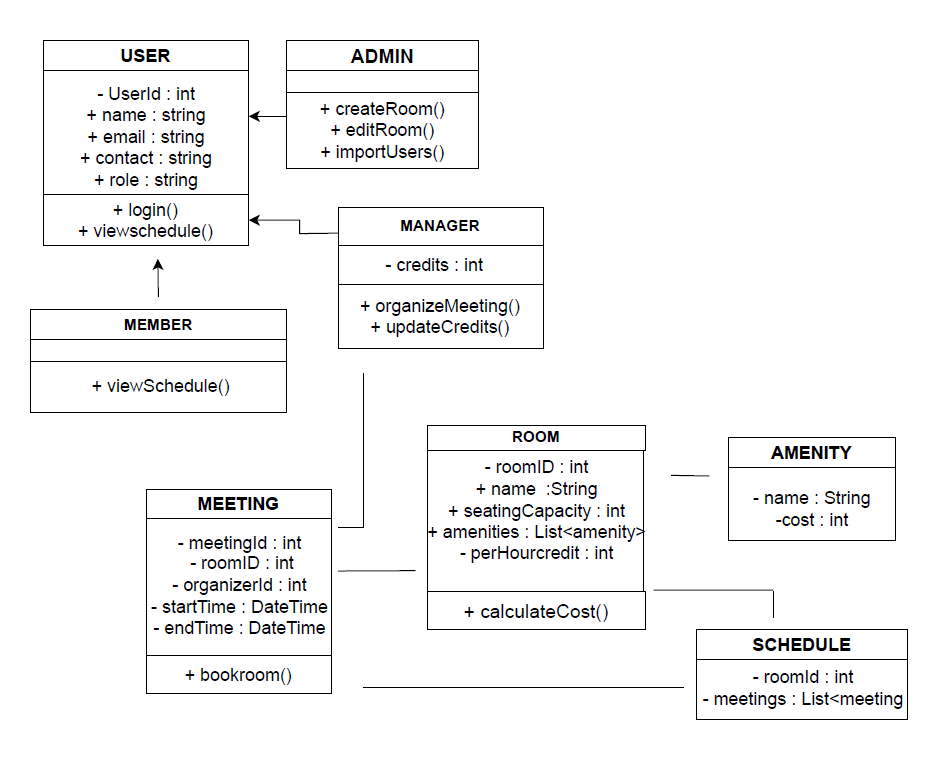 USER
- UserId : int
+ name : string
+ email : string
+ contact : string
+ role : string
+ login()
+ viewschedule()
ADMIN
+ createRoom()
+ editRoom()
+ importUsers()
MANAGER
- credits : int
+ organizeMeeting()
+ updateCredits()
MEMBER
+ viewSchedule()
ROOM
- roomID : int
+ name :String
+ seatingCapacity : int
+ amenities : List<amenity>
- perHourcredit : int
+ calculateCost()
AMENITY
- name : String
-cost : int
MEETING
- meetingId : int
- roomID : int
- organizerId : int
- startTime : DateTime
- endTime : DateTime
+ bookroom()
SCHEDULE
- roomId : int
- meetings : List<meeting